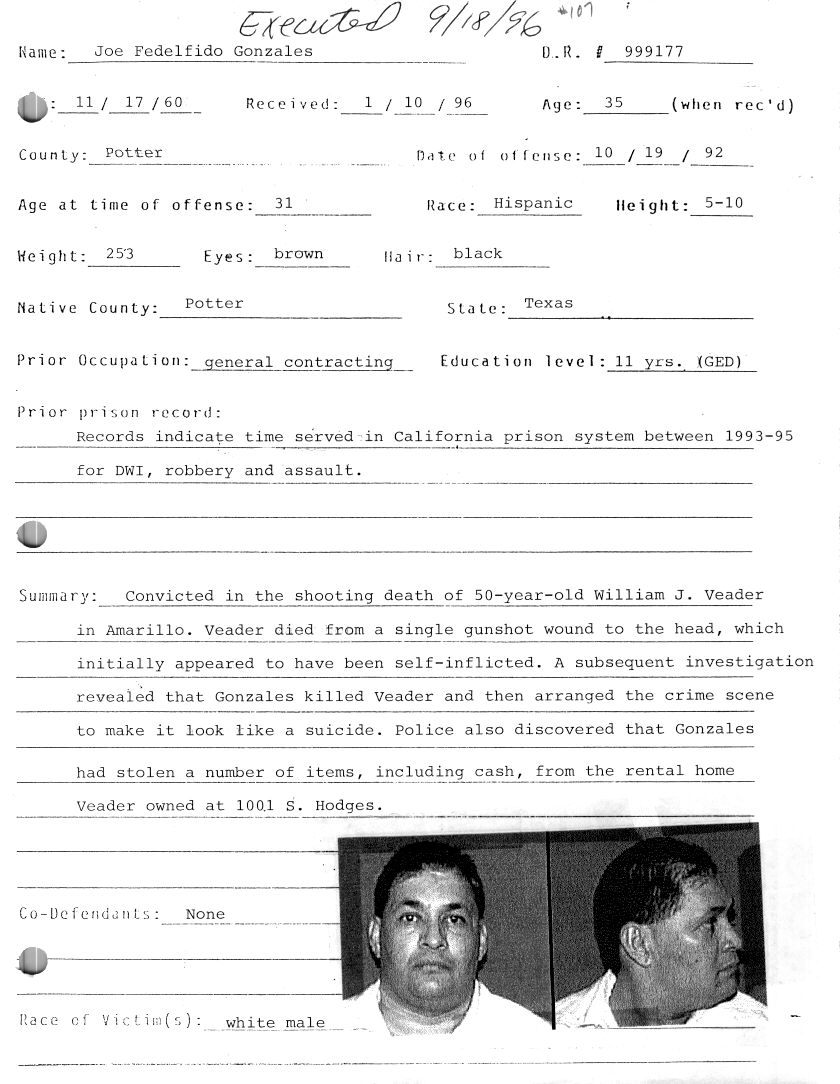 Executed 9/18/96 #107
Name: Joe Fedelfido Gonzales D.R. # 999177
: 11 / 17 /60 Received: 1 / 10 / 96 Age: 35 (when rec'd)
County: Potter Date of offense: 10 / 19 / 92
Age at time of offense: 31 Race: Hispanic Height: 5-10
Weight: 253 Eyes: brown Hair: black
Native County: Potter State: Texas
Prior Occupation: general contracting Education level: 11 yrs. (GED)
Prior prison record:
Records indicate time served in California prison system between 1993-95
for DWI, robbery and assault.
Summary: Convicted in the shooting death of 50-year-old William J. Veader
in Amarillo. Veader died from a single gunshot wound to the head, which
initially appeared to have been self-inflicted. A subsequent investigation
revealed that Gonzales killed Veader and then arranged the crime scene
to make it look like a suicide. Police also discovered that Gonzales
had stolen a number of items, including cash, from the rental home
Veader owned at 1001 S. Hodges.
Co-Defendants: None
Race of Victim(s): white male